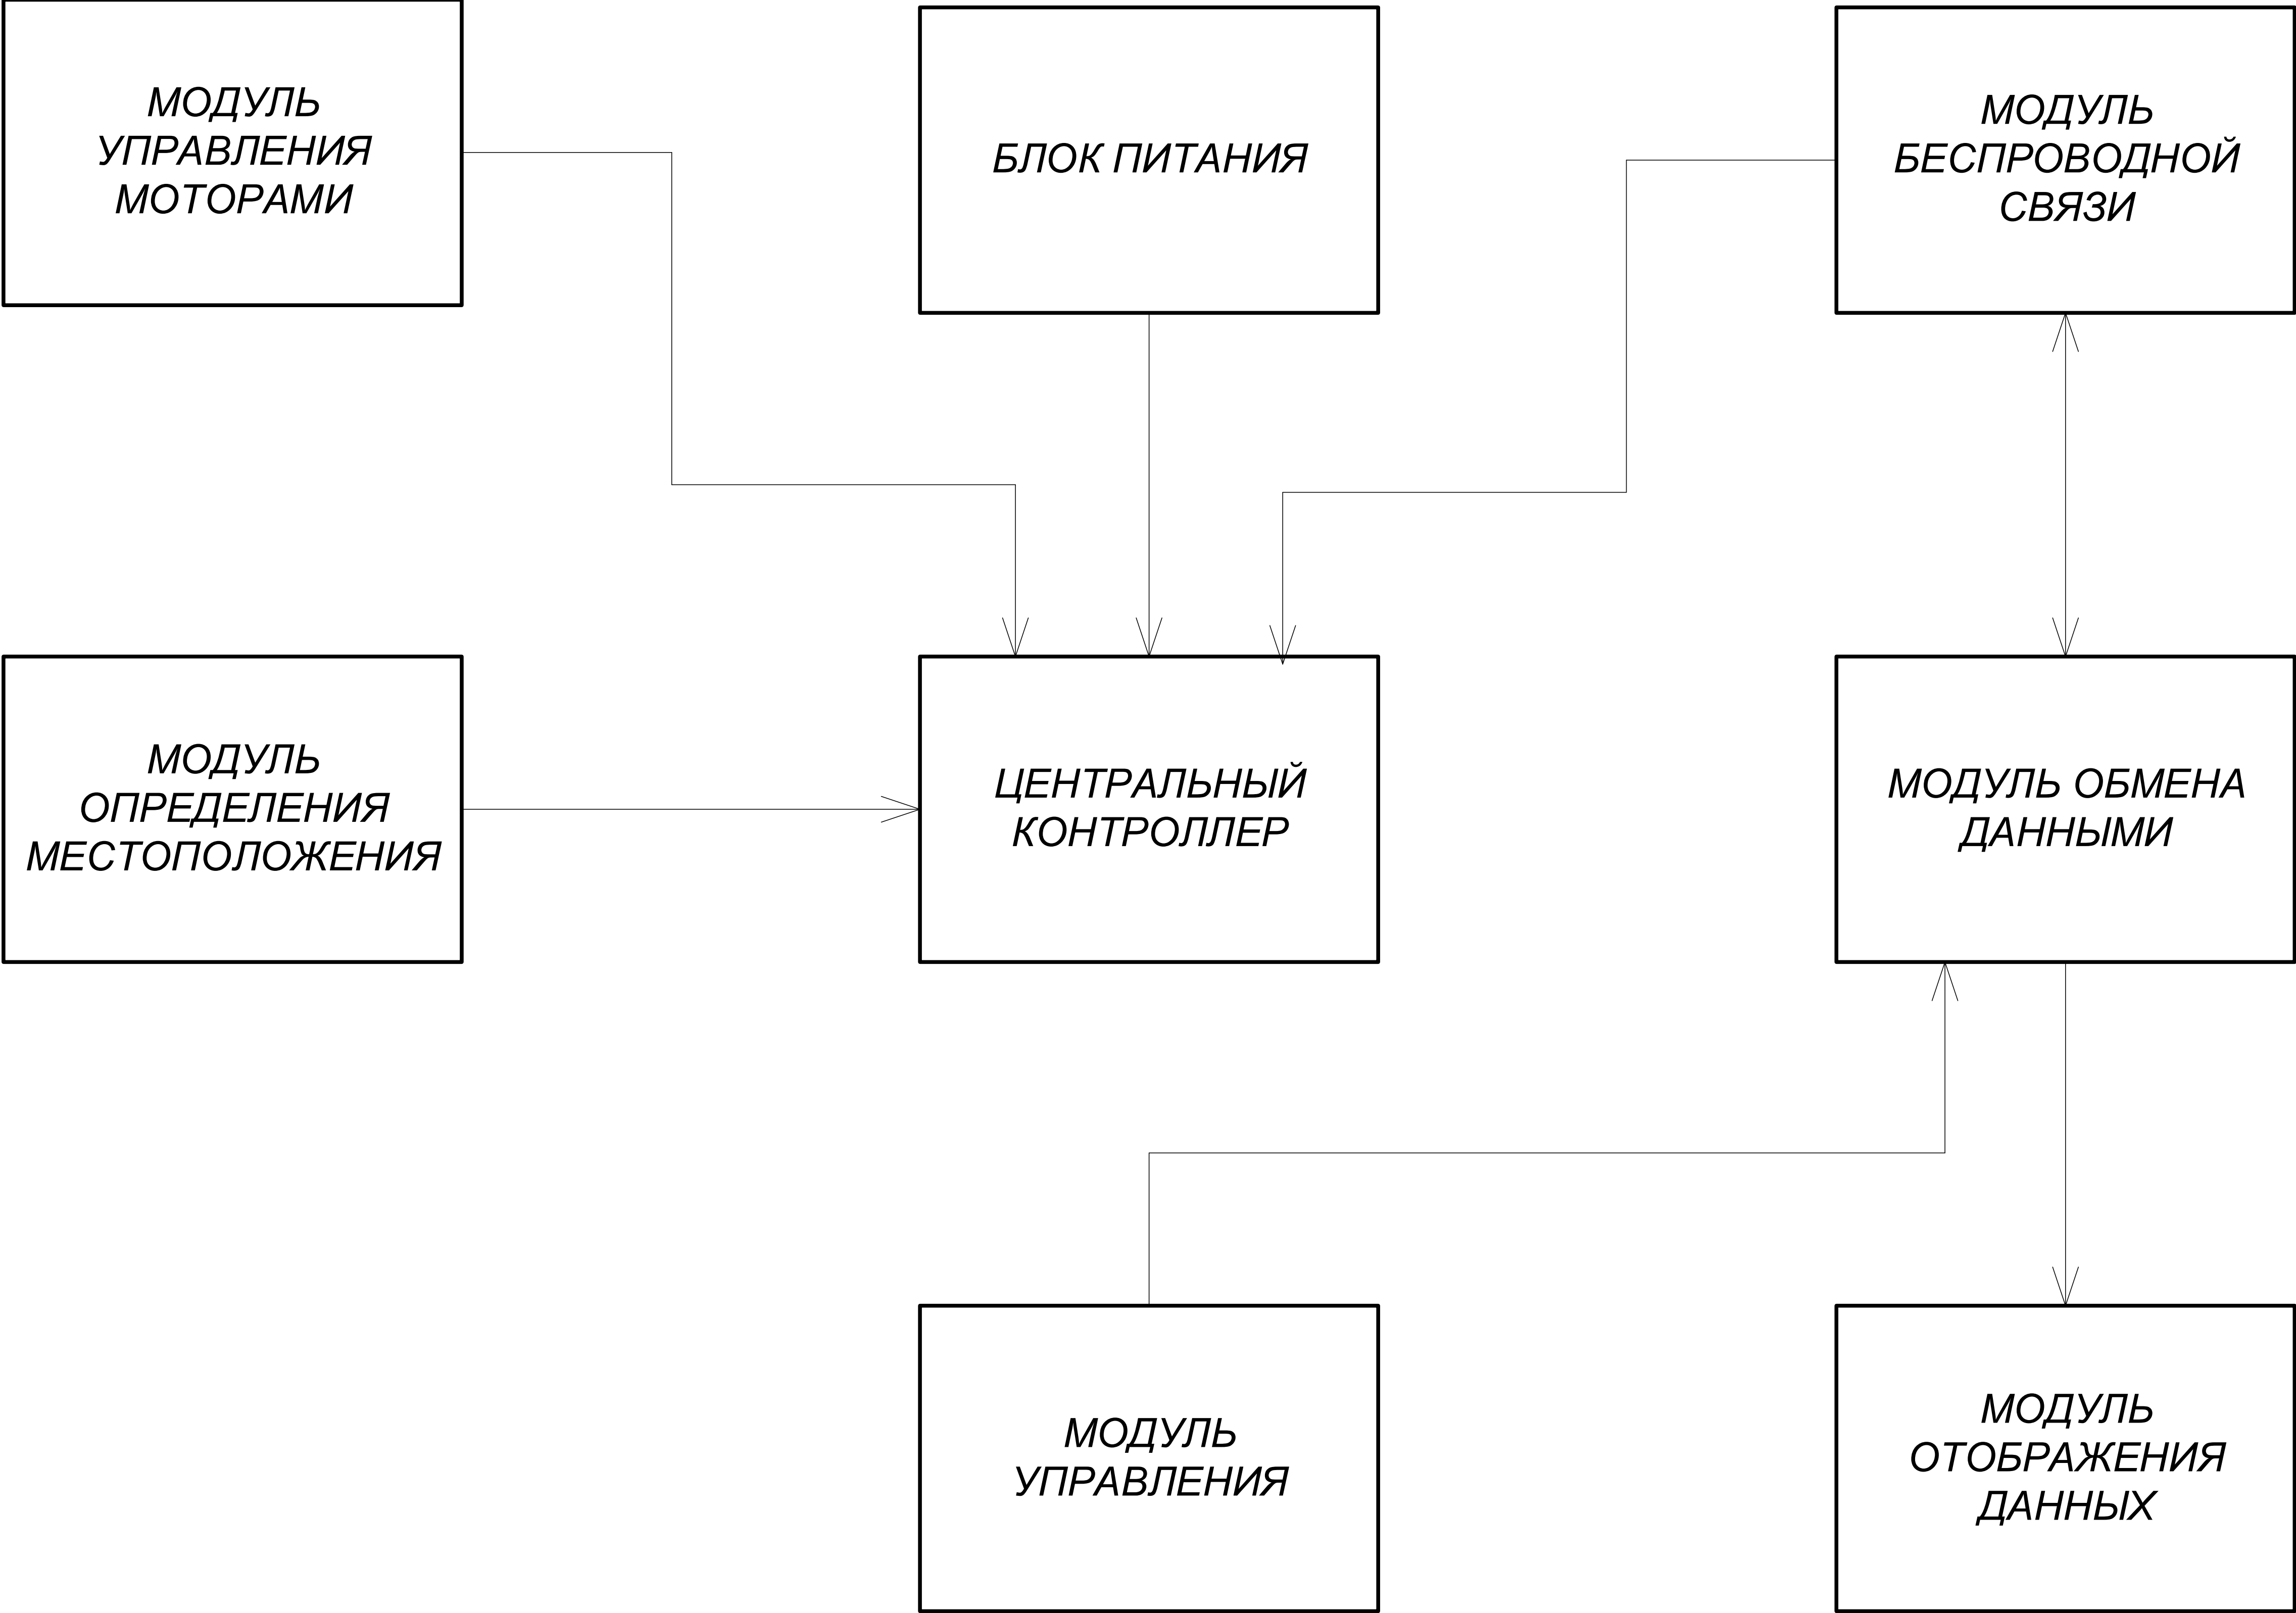 МОДУЛЬ
УПРАВЛЕНИЯ
МОТОРАМИ
БЛОК ПИТАНИЯ
МОДУЛЬ
БЕСПРОВОДНОЙ
СВЯЗИ
МОДУЛЬ
ОПРЕДЕЛЕНИЯ
МЕСТОПОЛОЖЕНИЯ
ЦЕНТРАЛЬНЫЙ
КОНТРОЛЛЕР
МОДУЛЬ ОБМЕНА
ДАННЫМИ
МОДУЛЬ
УПРАВЛЕНИЯ
МОДУЛЬ
ОТОБРАЖЕНИЯ
ДАННЫХ